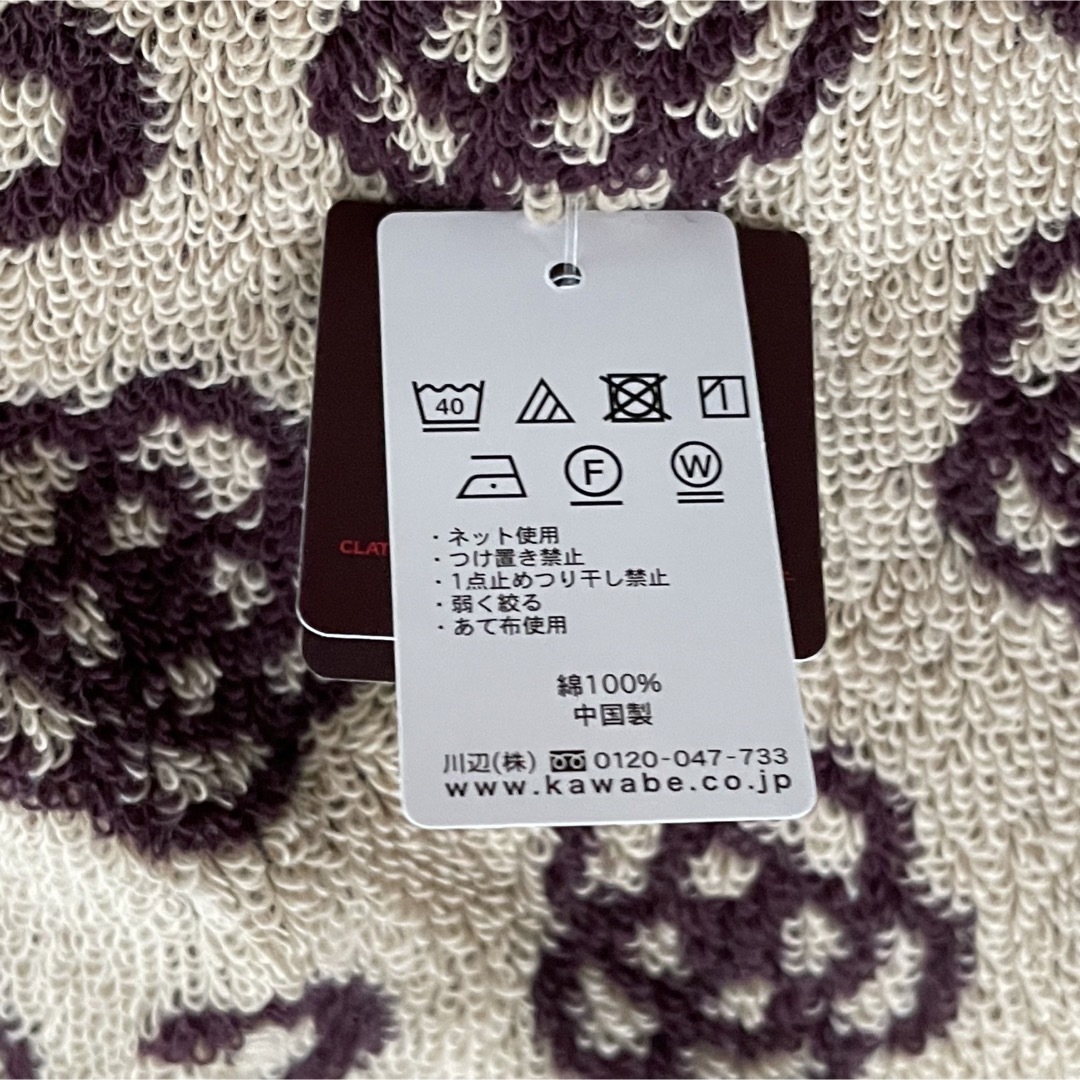 40
F W
・ネット使用
・つけ置き禁止
・1点止めつり干し禁止
・弱く絞る
・あて布使用
CLAT
綿100%
中国製
川辺(株) 0120-047-733
www.kawabe.co.jp